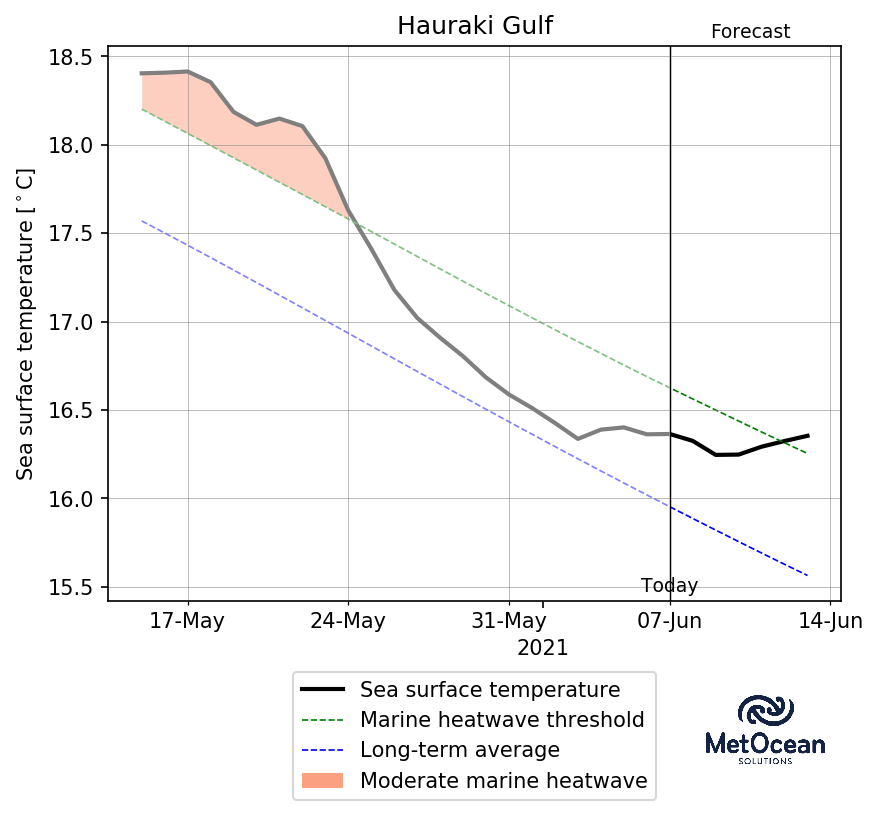 Hauraki Gulf
Forecast
18.5
18.0
17.5
17.0
16.5
16.0
15.5
Sea surface temperature [°C]
Today
17-May 24-May 31-May 07-Jun 14-Jun
2021
Sea surface temperature
Marine heatwave threshold
Long-term average
Moderate marine heatwave
MetOcean
SOLUTIONS